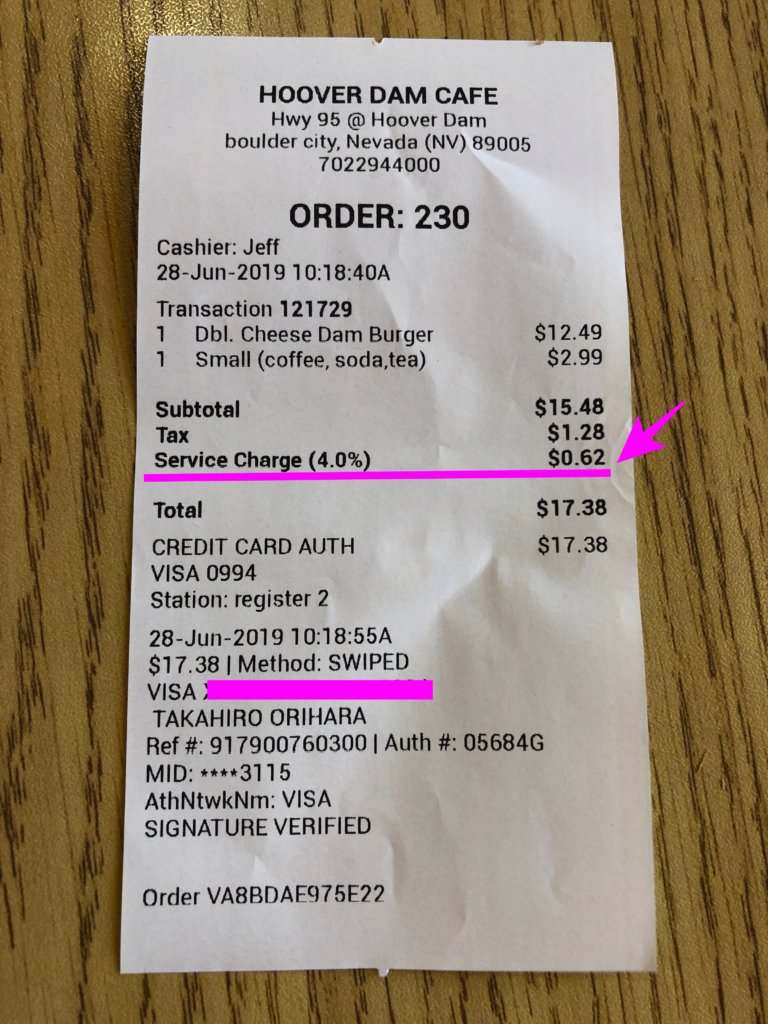 HOOVER DAM CAFE
Hwy 95 @ Hoover Dam
boulder city, Nevada (NV) 89005
7022944000
ORDER: 230
Cashier: Jeff
28-Jun-2019 10:18:40A
Transaction 121729
1 Dbl. Cheese Dam Burger $12.49
1 Small (coffee, soda,tea) $2.99
Subtotal $15.48
Tax $1.28
Service Charge (4.0%) $0.62
Total $17.38
CREDIT CARD AUTH $17.38
VISA 0994
Station: register 2
28-Jun-2019 10:18:55A
$17.38 | Method: SWIPED
VISA
TAKAHIRO ORIHARA
Ref #: 917900760300 | Auth #: 05684G
MID: ****3115
AthNtwkNm: VISA
SIGNATURE VERIFIED
Order VA8BDAE975E22